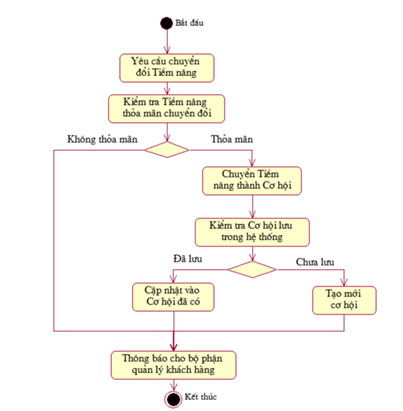 Bắt đầu
Yêu cầu chuyển
đổi Tiềm năng
Kiểm tra Tiềm năng
thỏa mãn chuyển đổi
Không thỏa mãn
Thỏa mãn
Chuyển Tiềm
năng thành Cơ hội
Kiểm tra Cơ hội lưu
trong hệ thống
Đã lưu
Chưa lưu
Cập nhật vào
Cơ hội đã có
Tạo mới
cơ hội
Thông báo cho bộ phận
quản lý khách hàng
Kết thúc